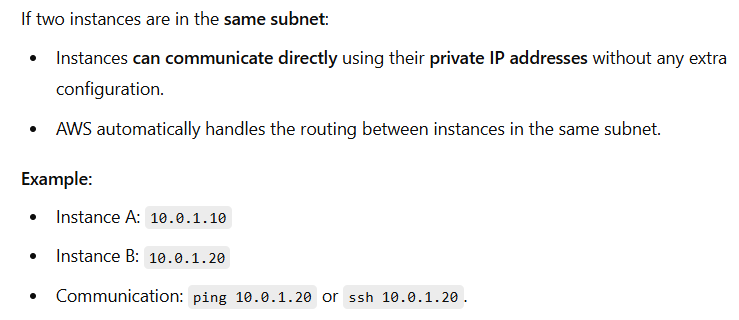 If two instances are in the same subnet:
• Instances can communicate directly using their private IP addresses without any extra
configuration.
• AWS automatically handles the routing between instances in the same subnet.
Example:
• Instance A: 10.0.1.10
• Instance B: 10.0.1.20
• Communication: ping 10.0.1.20 or ssh 10.0.1.20.